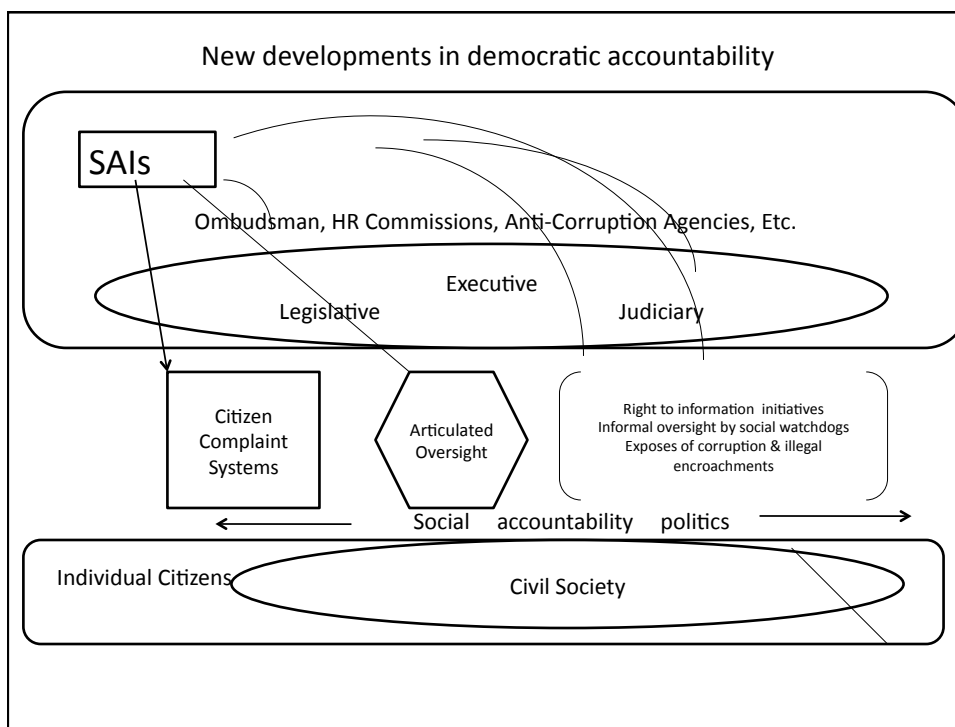 New developments in democratic accountability
SAIs
Ombudsman, HR Commissions, Anti-Corruption Agencies, Etc.
Executive
Legislative
Judiciary
Citizen
Complaint
Systems
Articulated
Oversight
Right to information initiatives
Informal oversight by social watchdogs
Exposes of corruption & illegal
encroachments
Social accountability politics
Individual Citizens
Civil Society